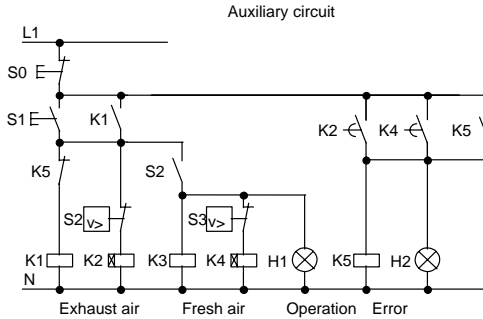 Auxiliary circuit
L1
S0
S1 K1 K2 K4 K5
K5 S2
S2 v> S3 v>
K1 K2 K3 K4 H1 K5 H2
N
Exhaust air Fresh air Operation Error